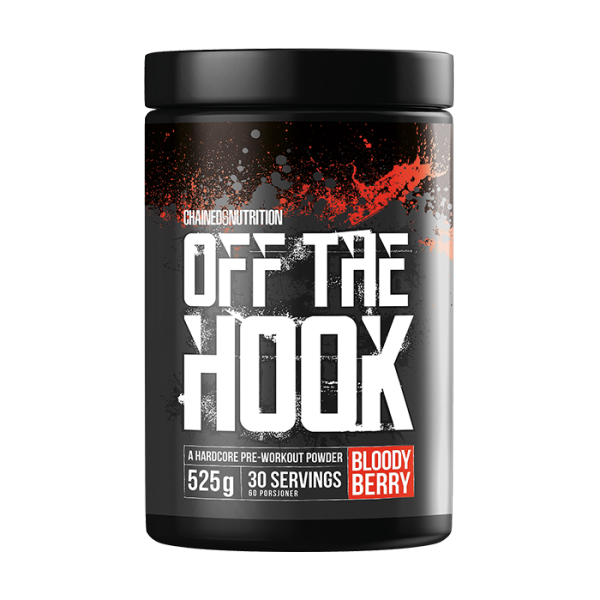 CHAINED NUTRITION
OFF THE
HOOK
A HARDCORE PRE-WORKOUT POWDER
525g
30 SERVINGS
60 PORSJONER
BLOODY
BERRY